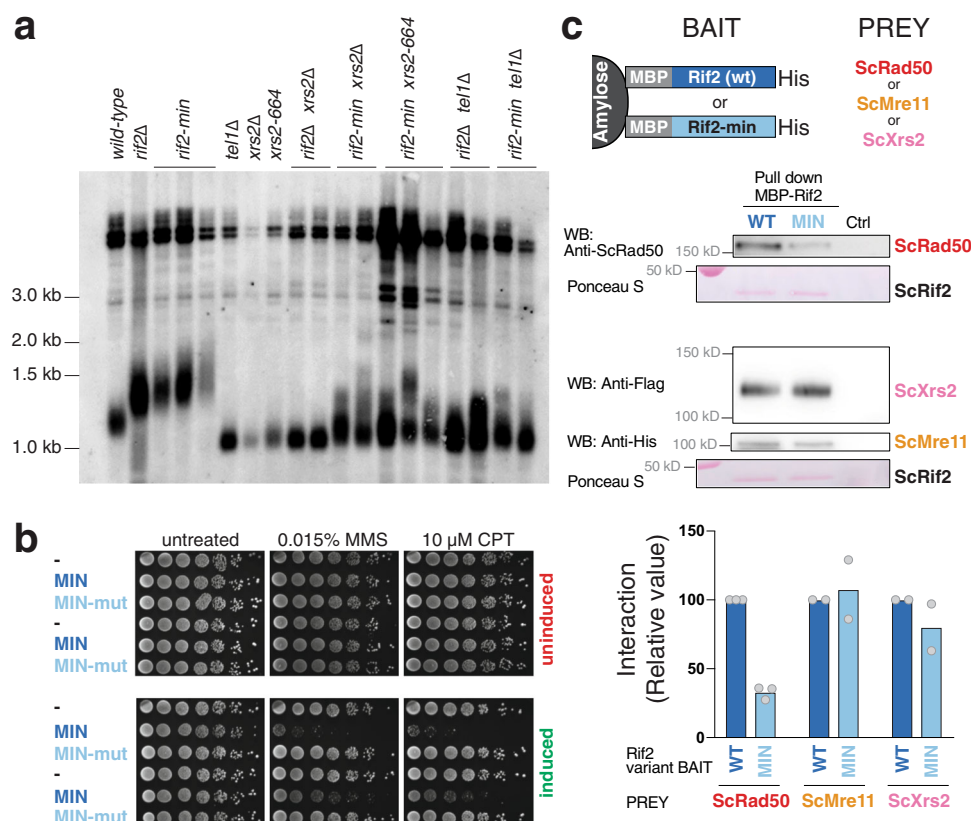 a
wild-type
rif2Δ
rif2-min
tel1Δ
xrs2Δ
xrs2-664
rif2Δ xrs2Δ
rif2-min xrs2Δ
rif2-min xrs2-664
rif2Δ tel1Δ
rif2-min tel1Δ
3.0 kb
2.0 kb
1.5 kb
1.0 kb
b
untreated
0.015% MMS
10 µM CPT
-
MIN
MIN-mut
-
MIN
MIN-mut
uninduced
-
MIN
MIN-mut
-
MIN
MIN-mut
induced
c
BAIT
PREY
Amylose
MBP Rif2 (wt) His
or
MBP Rif2-min His
ScRad50
or
ScMre11
or
ScXrs2
Pull down
MBP-Rif2
WT MIN Ctrl
WB:
Anti-ScRad50
150 kD
ScRad50
50 kD
Ponceau S
ScRif2
150 kD
WB: Anti-Flag
ScXrs2
100 kD
WB: Anti-His
100 kD
ScMre11
50 kD
Ponceau S
ScRif2
Interaction
(Relative value)
150
100
50
0
Rif2
variant BAIT
WT MIN WT MIN WT MIN
PREY
ScRad50 ScMre11 ScXrs2